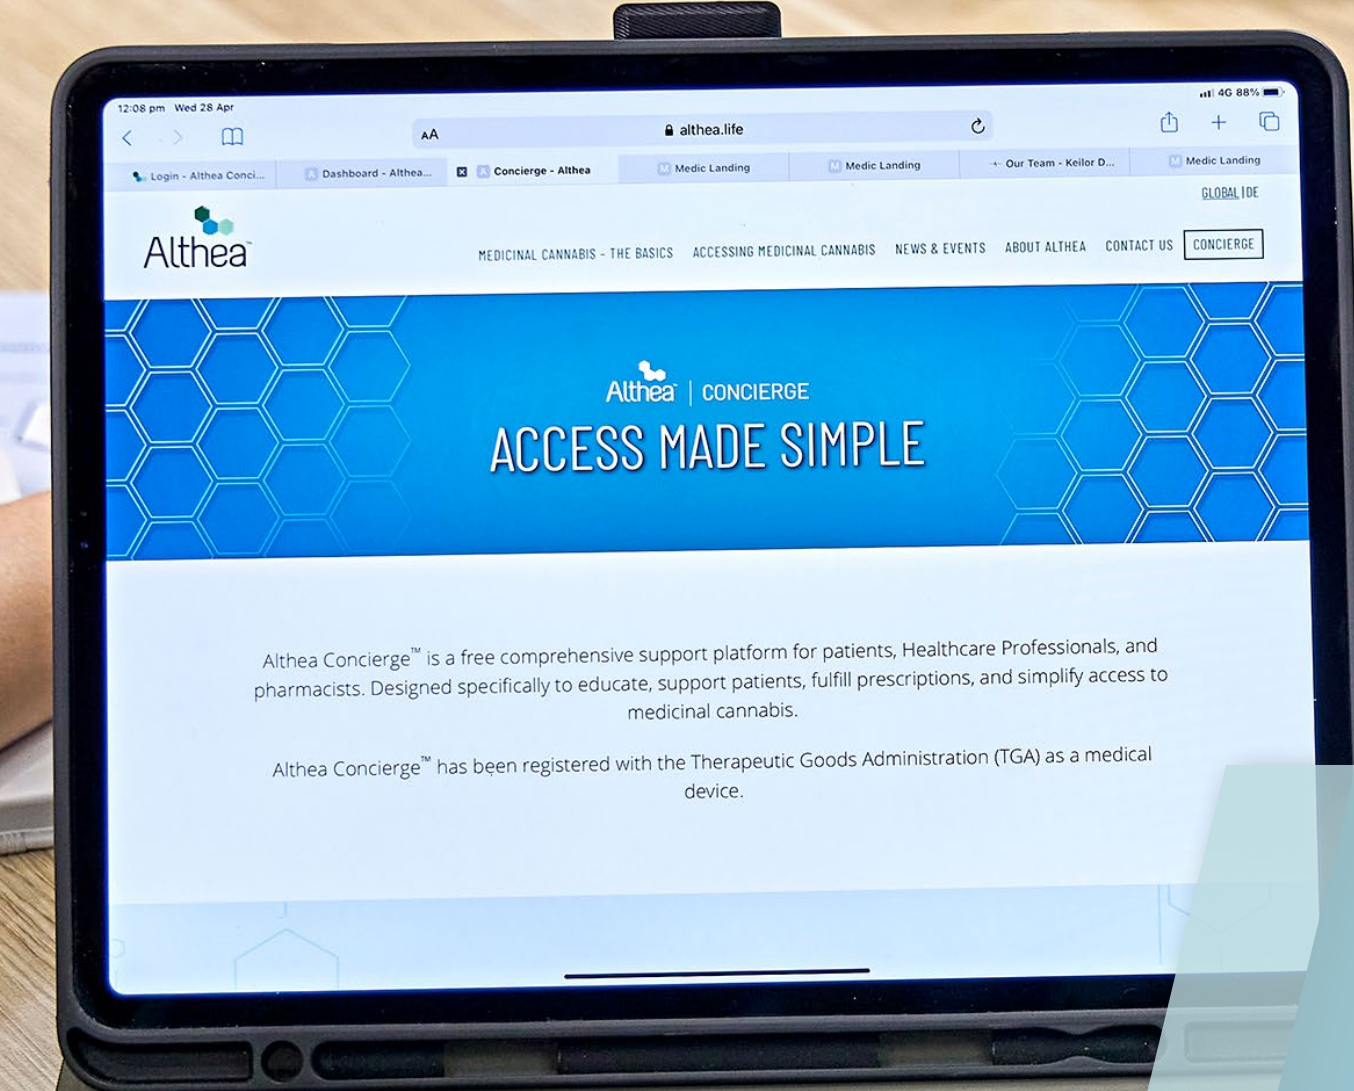 12:08 pm Wed 28 Apr
4G 88%
AA
althea.life
Login - Althea Conci...
Dashboard - Althea...
Concierge - Althea
Medic Landing
Medic Landing
Our Team - Keilor D...
Medic Landing
GLOBAL | DE
Althea™
MEDICINAL CANNABIS - THE BASICS ACCESSING MEDICINAL CANNABIS NEWS & EVENTS ABOUT ALTHEA CONTACT US CONCIERGE
Althea™ | CONCIERGE
ACCESS MADE SIMPLE
Althea Concierge™ is a free comprehensive support platform for patients, Healthcare Professionals, and
pharmacists. Designed specifically to educate, support patients, fulfill prescriptions, and simplify access to
medicinal cannabis.
Althea Concierge™ has been registered with the Therapeutic Goods Administration (TGA) as a medical
device.